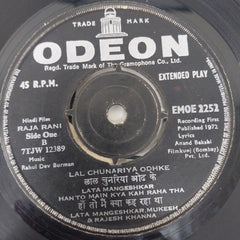 TRADE MARK
ODEON
Regd. Trade Mark of The Gramophone Co., Ltd.
45 R.P.M.
EXTENDED PLAY
Hindi Film
RAJA RANI
Side One
B
7TJW 12389
Music
Rahul Dev Burman
EMOE 2252
Recording First
Published 1972
Anand Bakshi
Filmkunj (Bombay)
Pvt. Ltd.
LAL CHUNARIYA ODHKE
लाल चुनरिया ओढ के
LATA MANGESHKAR
HAN TO MAIN KYA KAH RAHA THA
हां तो मैं क्या कह रहा था
LATA MANGESHKAR, MUKEEH
& RAJESH KHANNA